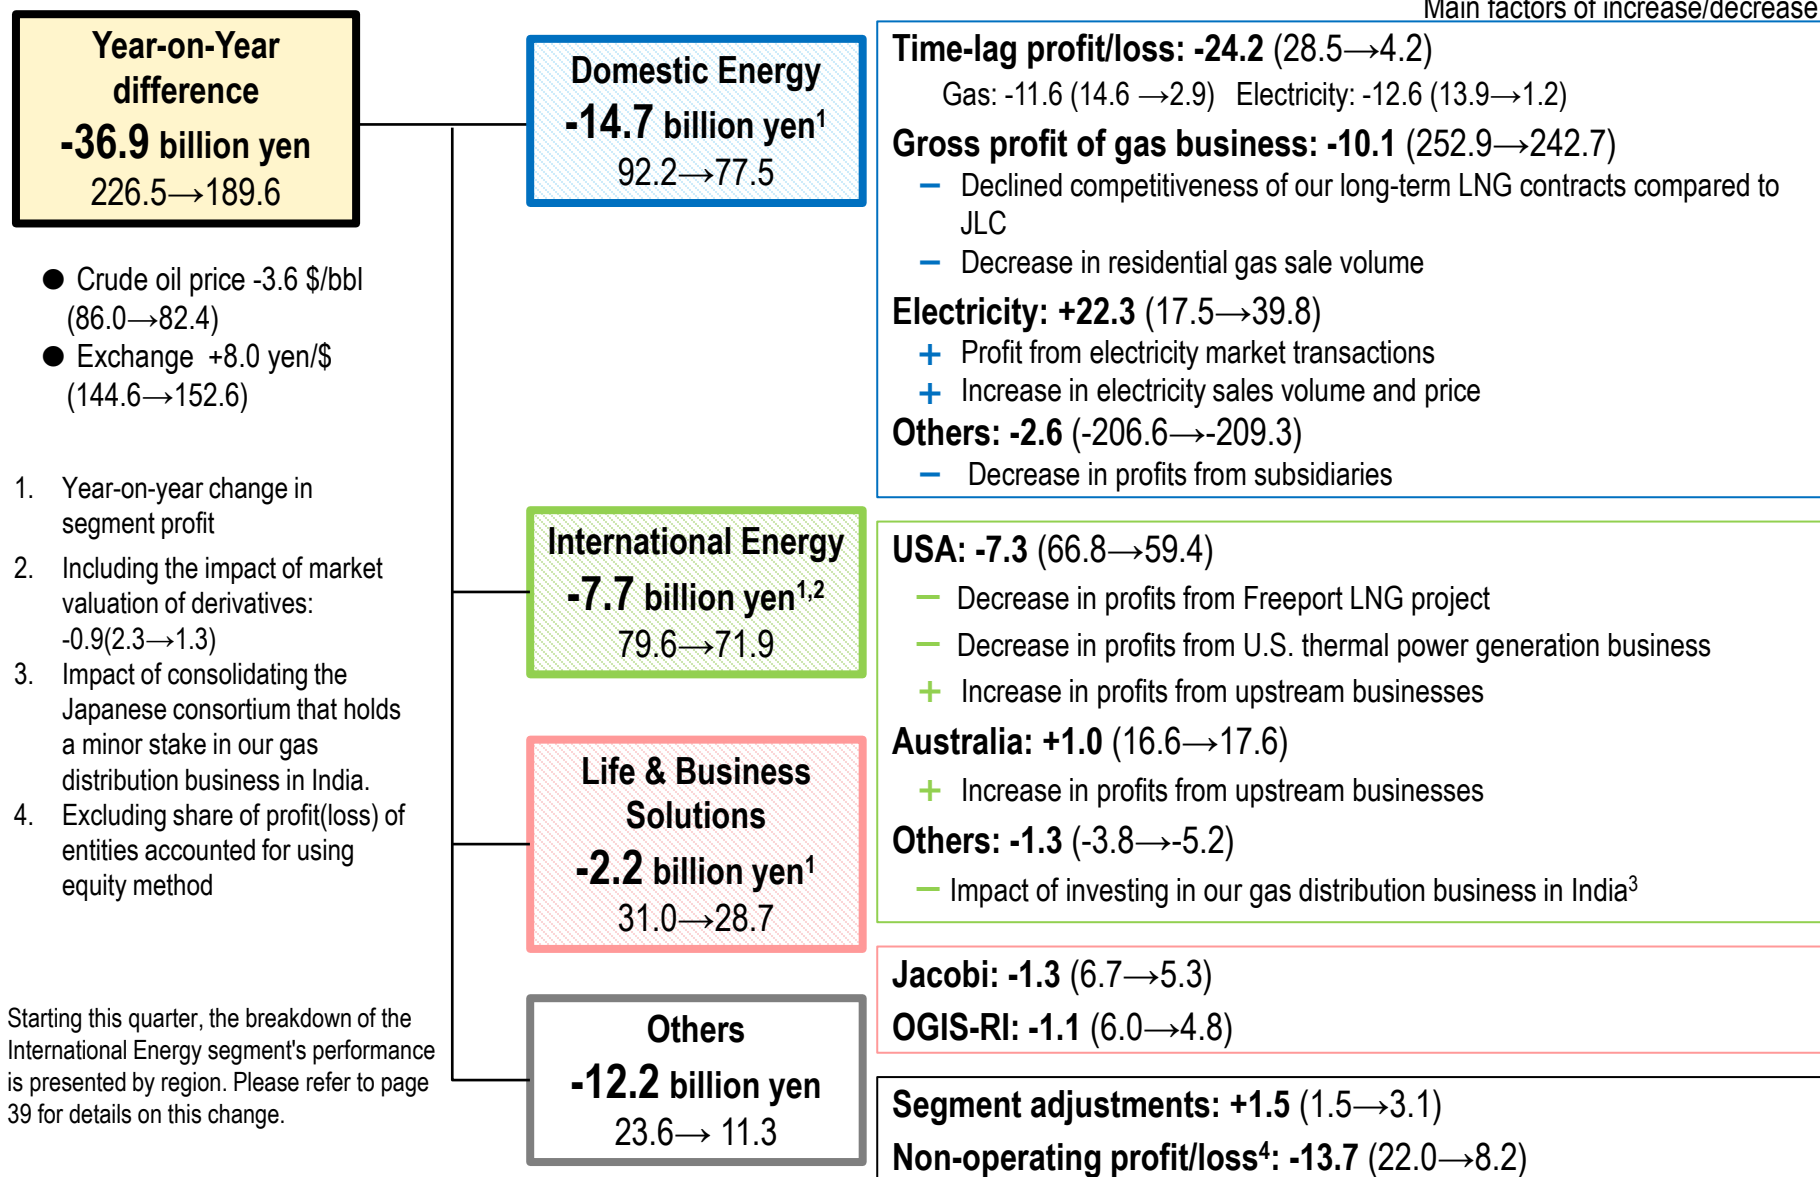 Main factors of increase/decrease
Year-on-Year
difference
-36.9 billion yen
226.5→189.6
● Crude oil price -3.6 $/bbl
(86.0→82.4)
● Exchange +8.0 yen/$
(144.6→152.6)
1. Year-on-year change in
segment profit
2. Including the impact of market
valuation of derivatives:
-0.9(2.3→1.3)
3. Impact of consolidating the
Japanese consortium that holds
a minor stake in our gas
distribution business in India.
4. Excluding share of profit(loss) of
entities accounted for using
equity method
Starting this quarter, the breakdown of the
International Energy segment's performance
is presented by region. Please refer to page
39 for details on this change.
Domestic Energy
-14.7 billion yen1
92.2→77.5
Time-lag profit/loss: -24.2 (28.5→4.2)
Gas: -11.6 (14.6 →2.9) Electricity: -12.6 (13.9→1.2)
Gross profit of gas business: -10.1 (252.9→242.7)
− Declined competitiveness of our long-term LNG contracts compared to
JLC
− Decrease in residential gas sale volume
Electricity: +22.3 (17.5→39.8)
+ Profit from electricity market transactions
+ Increase in electricity sales volume and price
Others: -2.6 (-206.6→-209.3)
− Decrease in profits from subsidiaries
International Energy
-7.7 billion yen1,2
79.6→71.9
USA: -7.3 (66.8→59.4)
− Decrease in profits from Freeport LNG project
− Decrease in profits from U.S. thermal power generation business
+ Increase in profits from upstream businesses
Australia: +1.0 (16.6→17.6)
+ Increase in profits from upstream businesses
Others: -1.3 (-3.8→-5.2)
− Impact of investing in our gas distribution business in India3
Life & Business
Solutions
-2.2 billion yen1
31.0→28.7
Jacobi: -1.3 (6.7→5.3)
OGIS-RI: -1.1 (6.0→4.8)
Others
-12.2 billion yen
23.6→ 11.3
Segment adjustments: +1.5 (1.5→3.1)
Non-operating profit/loss4: -13.7 (22.0→8.2)